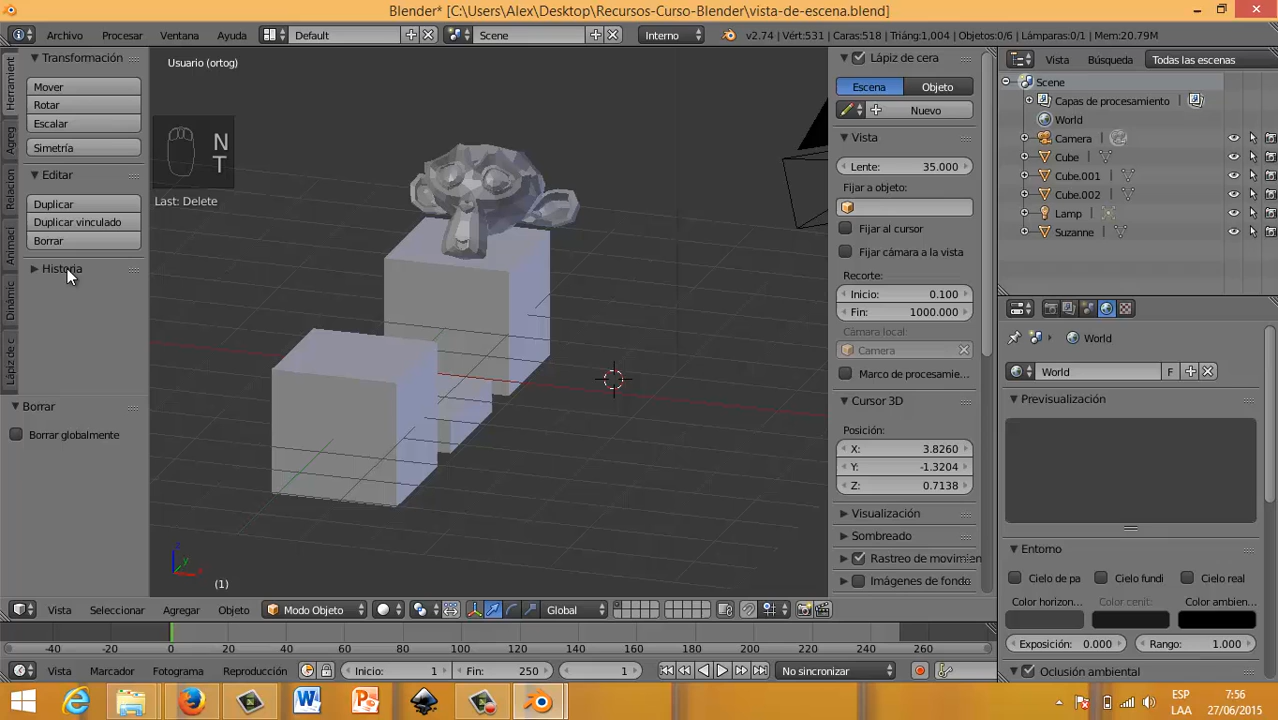 Blender* [C:\Users\Alex\Desktop\Recursos-Curso-Blender\vista-de-escena.blend]
Archivo Proceso Ventana Ayuda Default Scene Interno v2.74 | Vért:531 | Caras:518 | Triáng:1,004 | Objetos:0/6 | Lámparas:0/1 | Mem:20.79M
Herramient
Agreg
Relacion
Animaci
Dinámic
Lápiz de c
Transformación
Mover
Rotar
Escalar
Simetría
Editar
Duplicar
Duplicar vinculado
Borrar
Historia
Borrar
Borrar globalmente
Usuario (ortog)
N
T
Last: Delete
z
y
x
(1)
Lápiz de cera
Escena Objeto
Nuevo
Vista
Lente: 35.000
Fijar a objeto:
Fijar al cursor
Fijar cámara a la vista
Recorte:
Inicio: 0.100
Fin: 1000.000
Cámara local:
Camera
Marco de procesamie...
Cursor 3D
Posición:
X: 3.8260
Y: -1.3204
Z: 0.7138
Visualización
Sombreado
Rastreo de movimien
Imágenes de fondo
Vista Búsqueda Todas las escenas
Scene
Capas de procesamiento
World
Camera
Cube
Cube.001
Cube.002
Lamp
Suzanne
World
World F
Previsualización
Entorno
Cielo de pa Cielo fundi Cielo real
Color horizon... Color cenit: Color ambien...
Exposición: 0.000 Rango: 1.000
Oclusión ambiental
Vista Seleccionar Agregar Objeto Modo Objeto Global
-40 -20 0 20 40 60 80 100 120 140 160 180 200 220 240 260
Vista Marcador Fotograma Reproducción Inicio: 1 Fin: 250 1 No sincronizar
ESP 7:56
LAA 27/06/2015